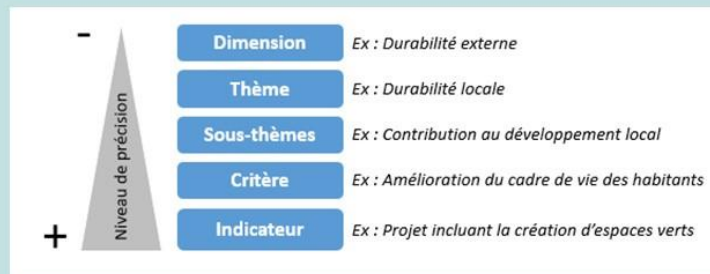 -
Dimension Ex : Durabilité externe
Thème Ex : Durabilité locale
Sous-thèmes Ex : Contribution au développement local
Critère Ex : Amélioration du cadre de vie des habitants
Indicateur Ex : Projet incluant la création d’espaces verts
+
Niveau de précision